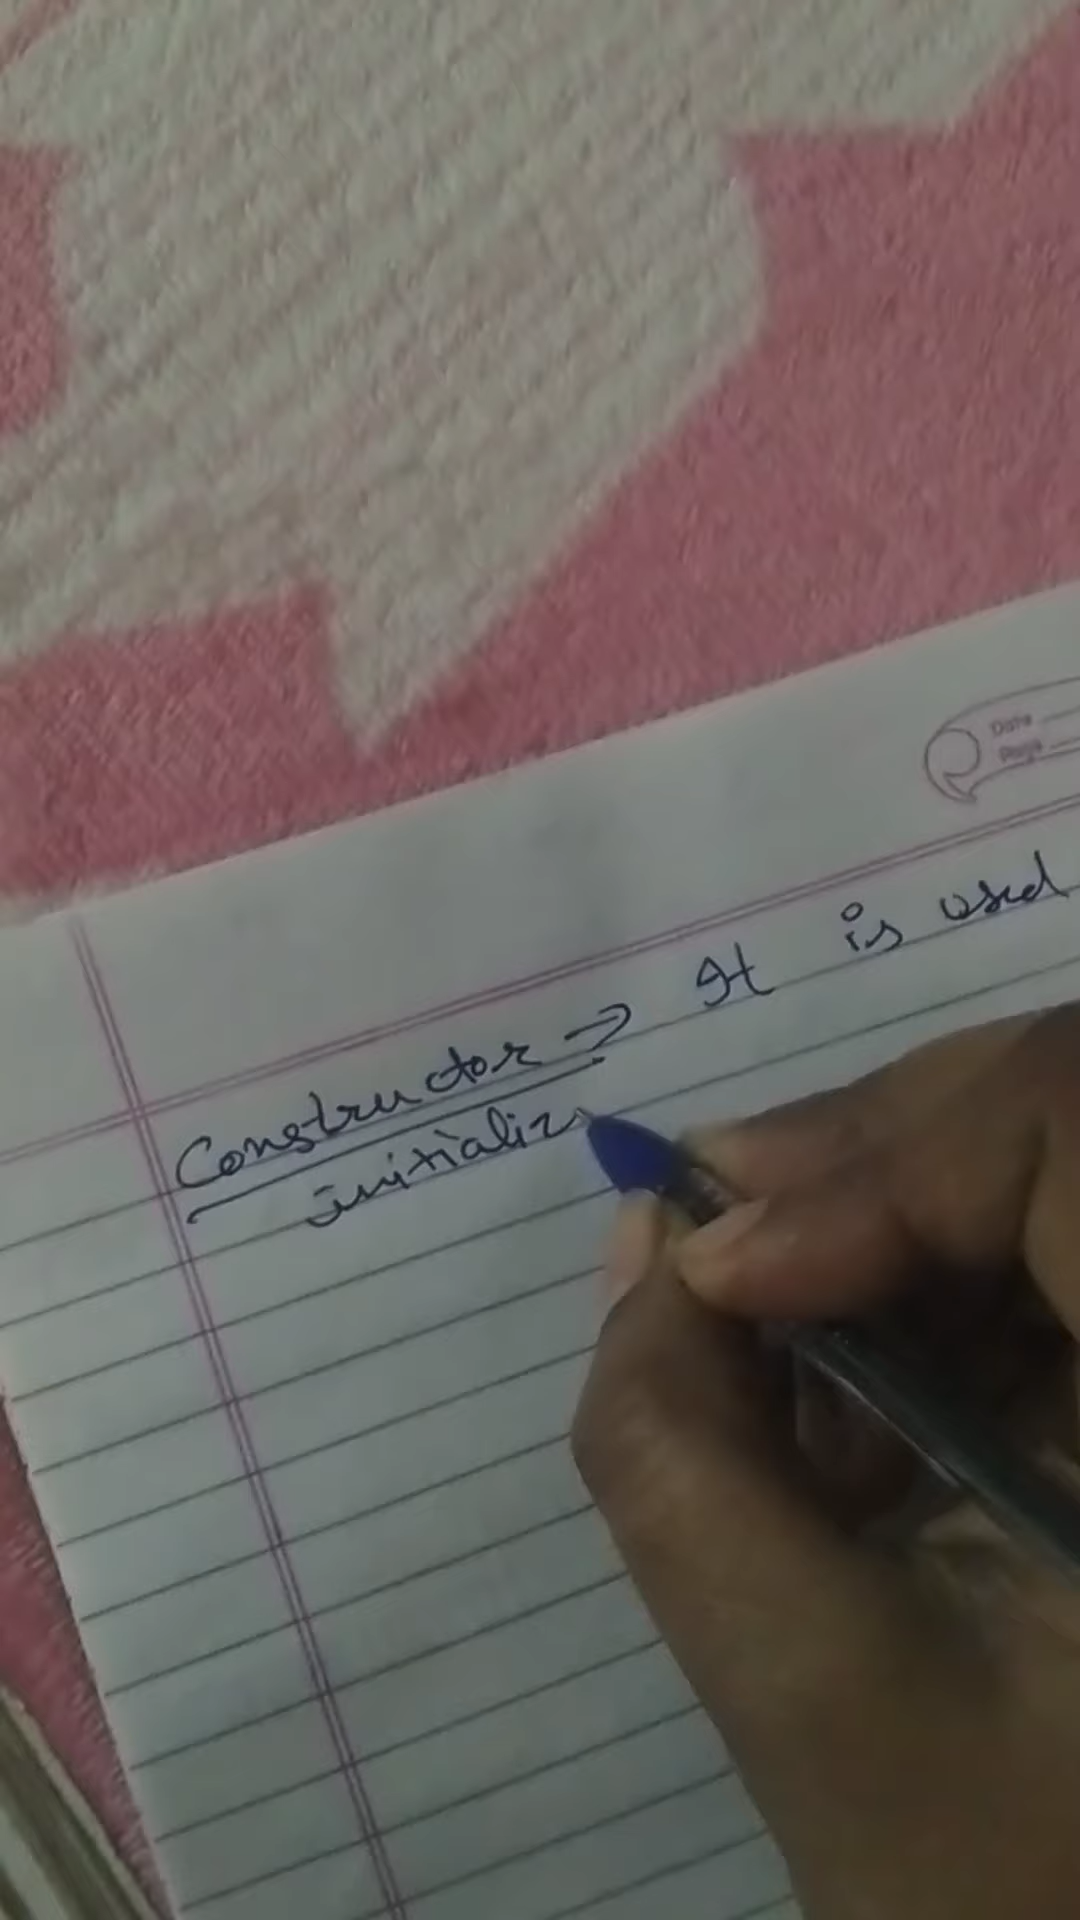 Date
Page
Constructor → It is used
initializ